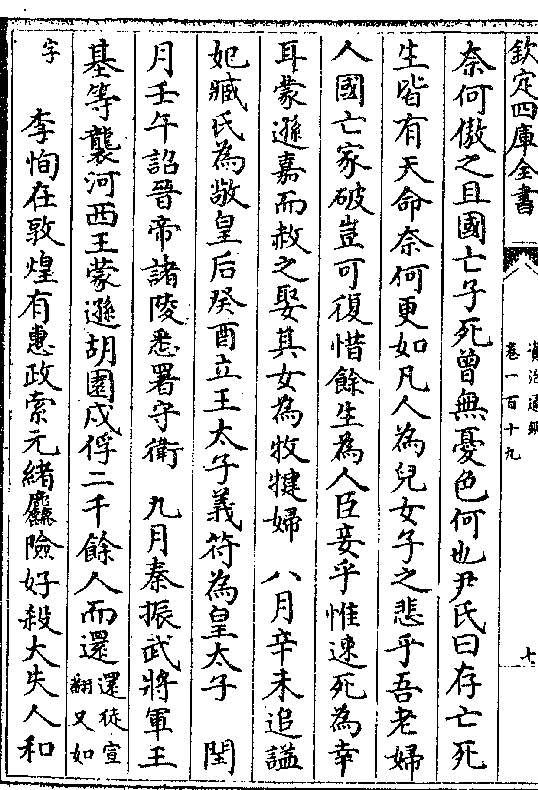 欽定四庫全書
資治通鑑
卷一百十九
七
奈何傲之且國亡子死曾無憂色何也尹氏曰存亡死
生皆有天命奈何更如凡人為兒女子之悲乎吾老婦
人國亡家破豈可復惜餘生為人臣妾乎惟速死為幸
耳蒙遜嘉而赦之娶其女為牧犍婦　八月辛未追謚
妃臧氏為敬皇后癸酉立王太子義符為皇太子　閏
月壬午詔晉帝諸陵悉署守衛　九月秦振武將軍王
基等襲河西王蒙遜胡園戍俘二千餘人而還還徒宣
翻又如
字　李恂在敦煌有惠政索元緒麤險好殺大失人和